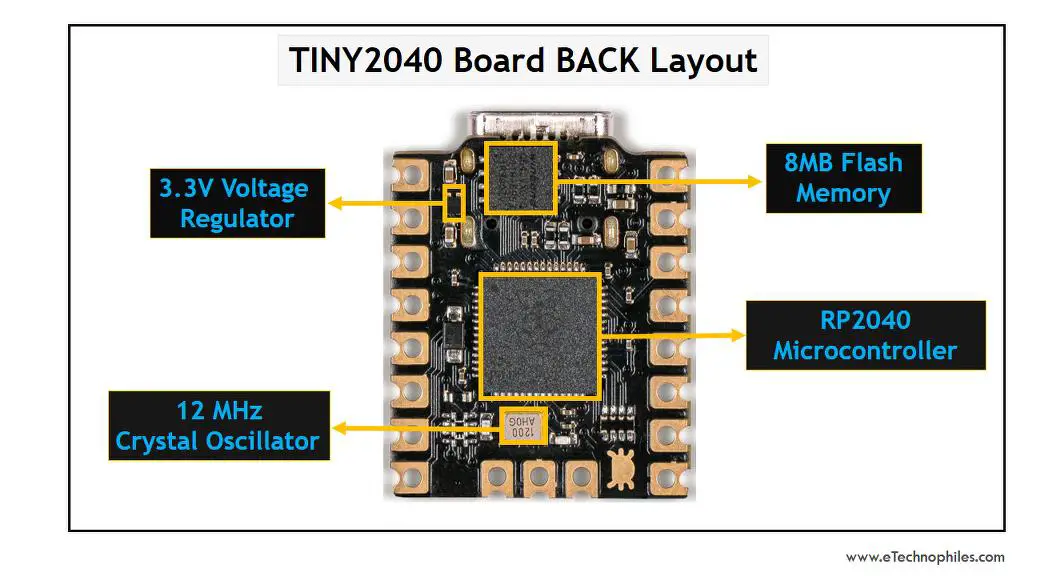 TINY2040 Board BACK Layout
3.3V Voltage
Regulator
8MB Flash
Memory
RP2040
Microcontroller
12 MHz
Crystal Oscillator
1200
AH0G
www.eTechnophiles.com